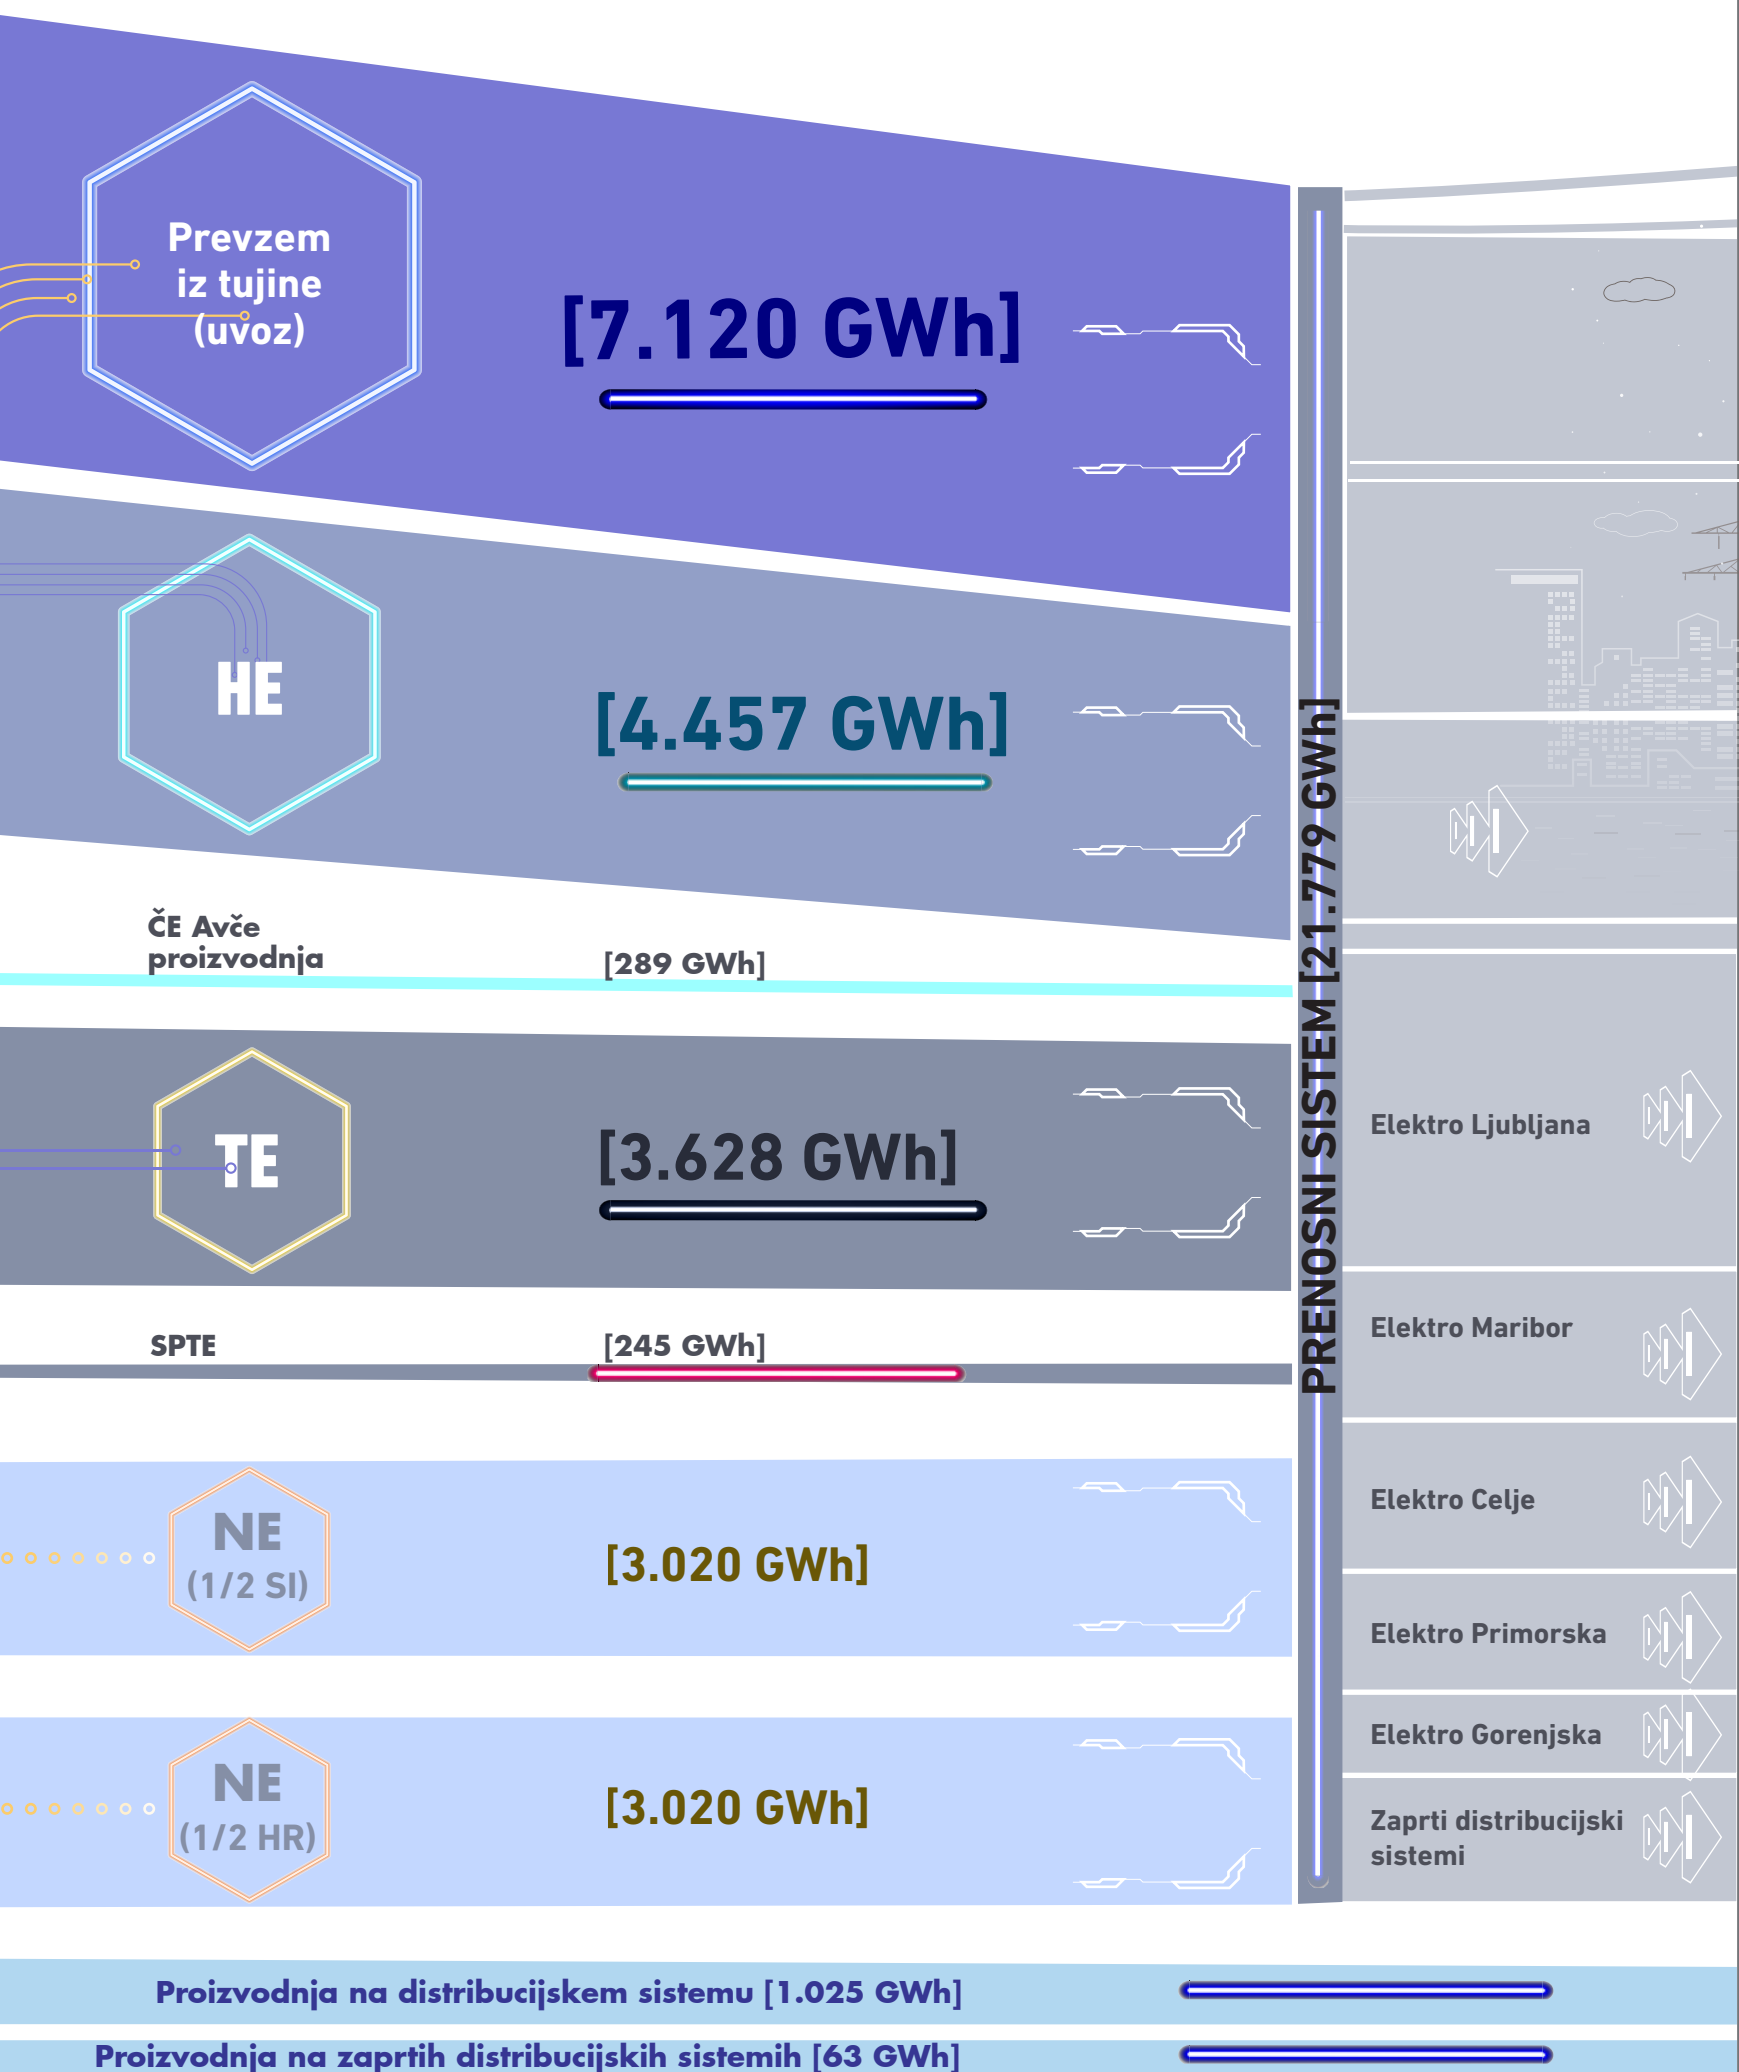 Prevzem
iz tujine
(uvoz)
[7.120 GWh]
HE
[4.457 GWh]
ČE Avče
proizvodnja
[289 GWh]
TE
[3.628 GWh]
SPTE
[245 GWh]
NE
(1/2 SI)
[3.020 GWh]
NE
(1/2 HR)
[3.020 GWh]
PRENOSNI SISTEM [21.779 GWh]
Elektro Ljubljana
Elektro Maribor
Elektro Celje
Elektro Primorska
Elektro Gorenjska
Zaprti distribucijski
sistemi
Proizvodnja na distribucijskem sistemu [1.025 GWh]
Proizvodnja na zaprtih distribucijskih sistemih [63 GWh]